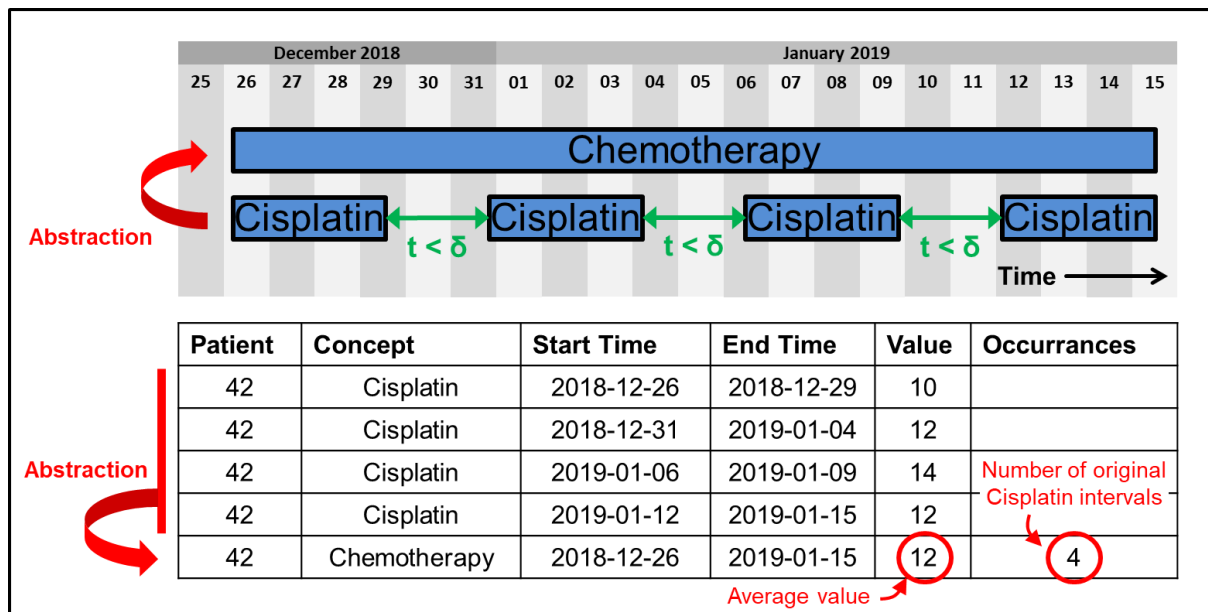 December 2018 January 2019
25 26 27 28 29 30 31 01 02 03 04 05 06 07 08 09 10 11 12 13 14 15
Chemotherapy
Cisplatin Cisplatin Cisplatin Cisplatin
Abstraction
t < δ t < δ t < δ
Time
Patient Concept Start Time End Time Value Occurrances
42 Cisplatin 2018-12-26 2018-12-29 10
42 Cisplatin 2018-12-31 2019-01-04 12
Abstraction
42 Cisplatin 2019-01-06 2019-01-09 14
Number of original
Cisplatin intervals
42 Cisplatin 2019-01-12 2019-01-15 12
42 Chemotherapy 2018-12-26 2019-01-15 12 4
Average value